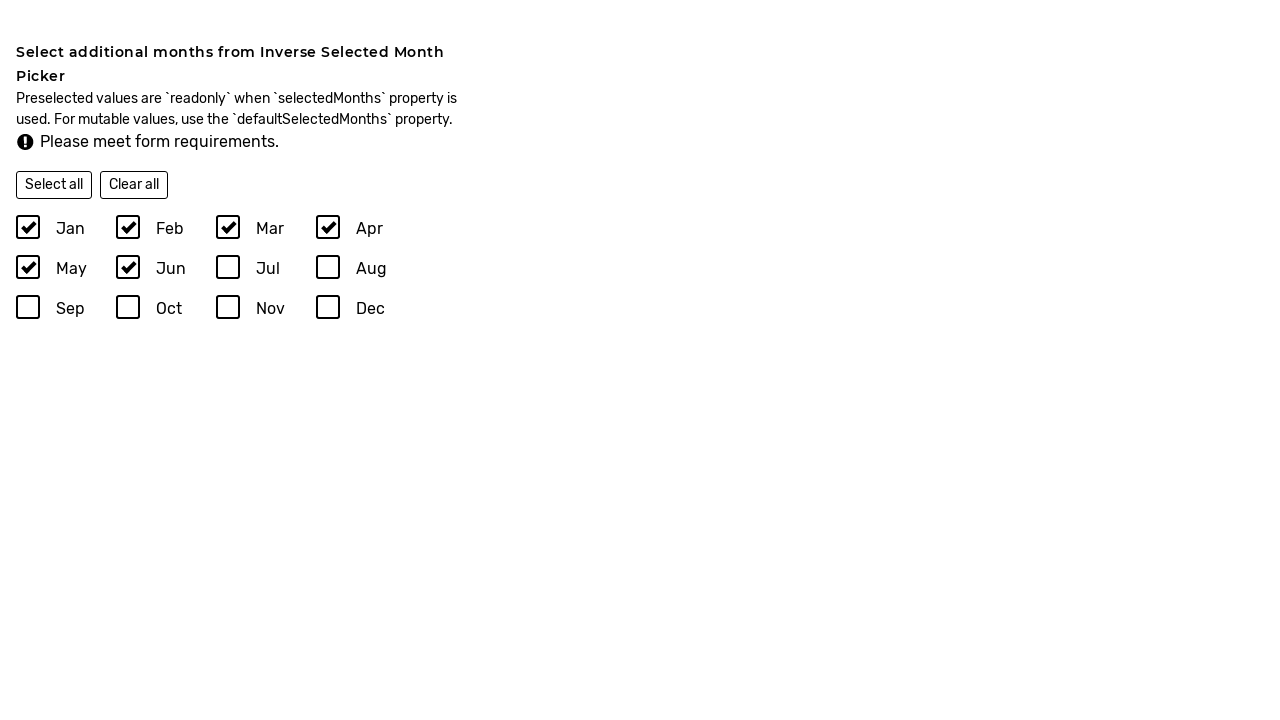 Select additional months from Inverse Selected Month
Picker
Preselected values are `readonly` when `selectedMonths` property is
used. For mutable values, use the `defaultSelectedMonths` property.
Please meet form requirements.
Select all Clear all
Jan Feb Mar Apr
May Jun Jul Aug
Sep Oct Nov Dec